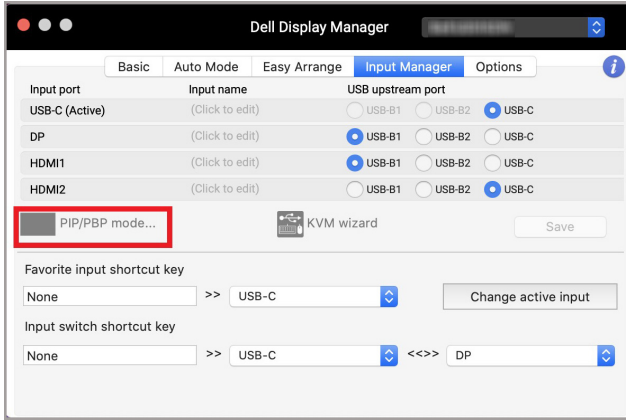 Dell Display Manager
Basic Auto Mode Easy Arrange Input Manager Options i
Input port Input name USB upstream port
USB-C (Active) (Click to edit) USB-B1 USB-B2 USB-C
DP (Click to edit) USB-B1 USB-B2 USB-C
HDMI1 (Click to edit) USB-B1 USB-B2 USB-C
HDMI2 (Click to edit) USB-B1 USB-B2 USB-C
PIP/PBP mode... KVM wizard Save
Favorite input shortcut key
None >> USB-C Change active input
Input switch shortcut key
None >> USB-C <<>> DP